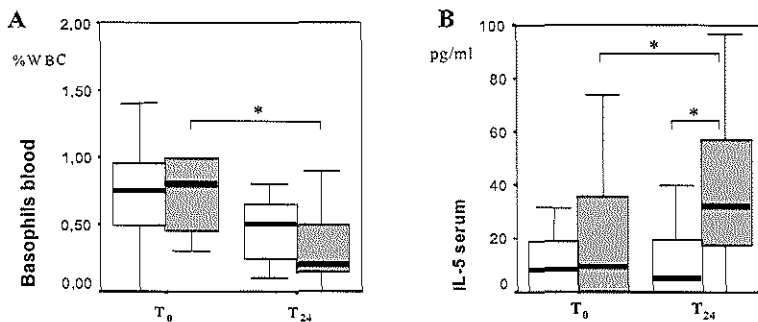 A
%WBC
Basophils blood
2,00
1,50
1,00
0,50
0,00
*
T0
T24
B
pg/ml
IL-5 serum
100
80
60
40
20
0
*
*
T0
T24